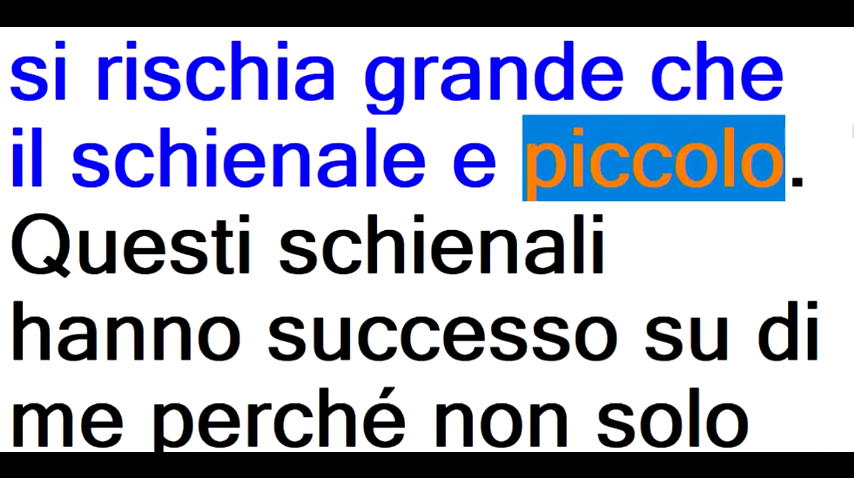 si rischia grande che
il schienale e piccolo.
Questi schienali
hanno successo su di
me perché non solo